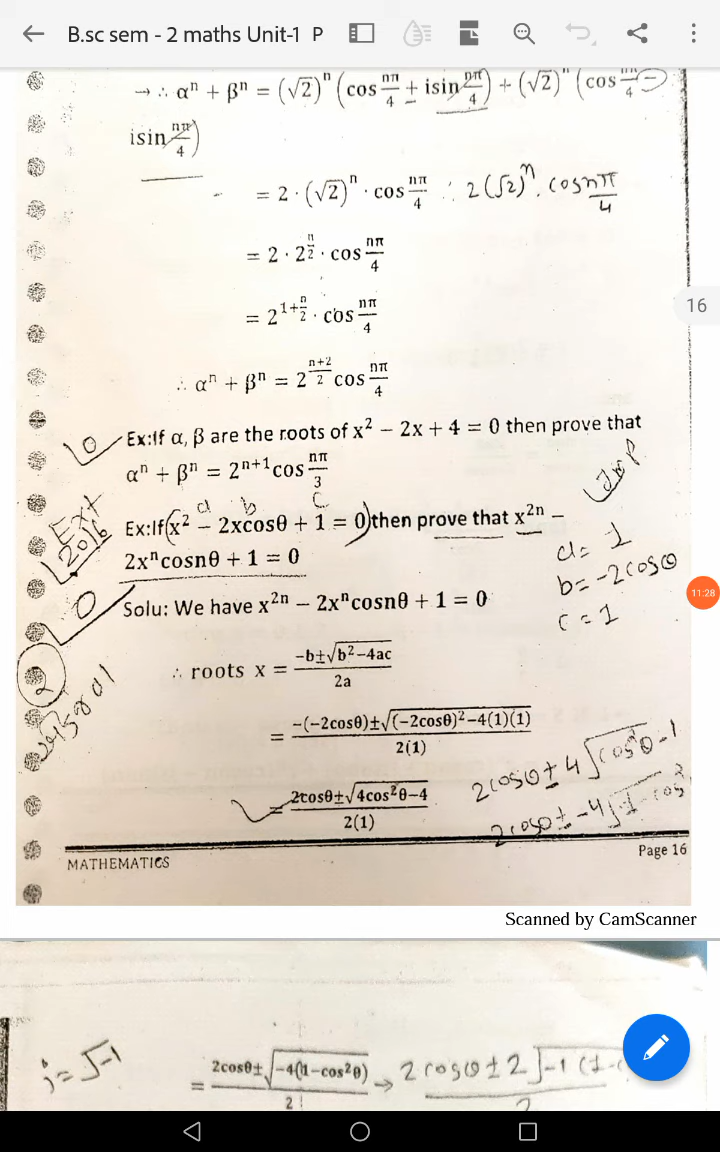 B.sc sem - 2 maths Unit-1 P
→ ∴ αⁿ + βⁿ = (√2)ⁿ (cos nπ/4 + isin nπ/4) + (√2)ⁿ (cos nπ/4 −
isin nπ/4)
= 2 · (√2)ⁿ · cos nπ/4 ∴ 2(√2)ⁿ. cos nπ/4
= 2 · 2^(n/2) · cos nπ/4
16
= 2^(1+n/2) · cos nπ/4
∴ αⁿ + βⁿ = 2^((n+2)/2) cos nπ/4
Ex:If α, β are the roots of x² − 2x + 4 = 0 then prove that
αⁿ + βⁿ = 2ⁿ⁺¹cos nπ/3
Imp
a b c
Ext 2016
Ex:If(x² − 2xcosθ + 1 = 0)then prove that x²ⁿ −
2xⁿcosnθ + 1 = 0
a= 1
b= -2cosθ
c= 1
11:28
Solu: We have x²ⁿ − 2xⁿcosnθ + 1 = 0
∴ roots x = (-b±√(b²−4ac))/2a
2
= (−(−2cosθ)±√((−2cosθ)²−4(1)(1)))/2(1)
= (2cosθ±√(4cos²θ−4))/2(1)
2cosθ ± 4√(cos²θ-1)
2cosθ ± -4√(1-cos²
MATHEMATICS Page 16
Scanned by CamScanner
i = √-1
= (2cosθ±√(−4(1−cos²θ)))/2 → (2cosθ ± 2√(-1(1-c))/2